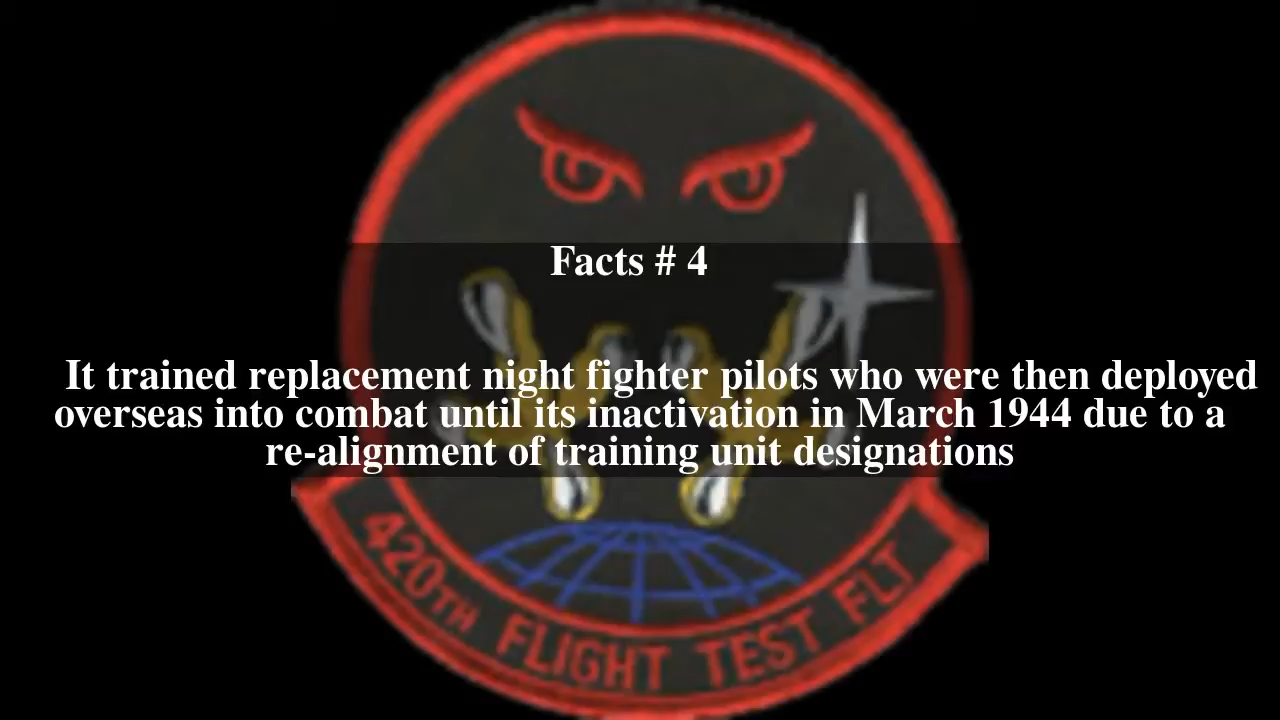 Facts # 4
It trained replacement night fighter pilots who were then deployed
overseas into combat until its inactivation in March 1944 due to a
re-alignment of training unit designations
420TH FLIGHT TEST FLT